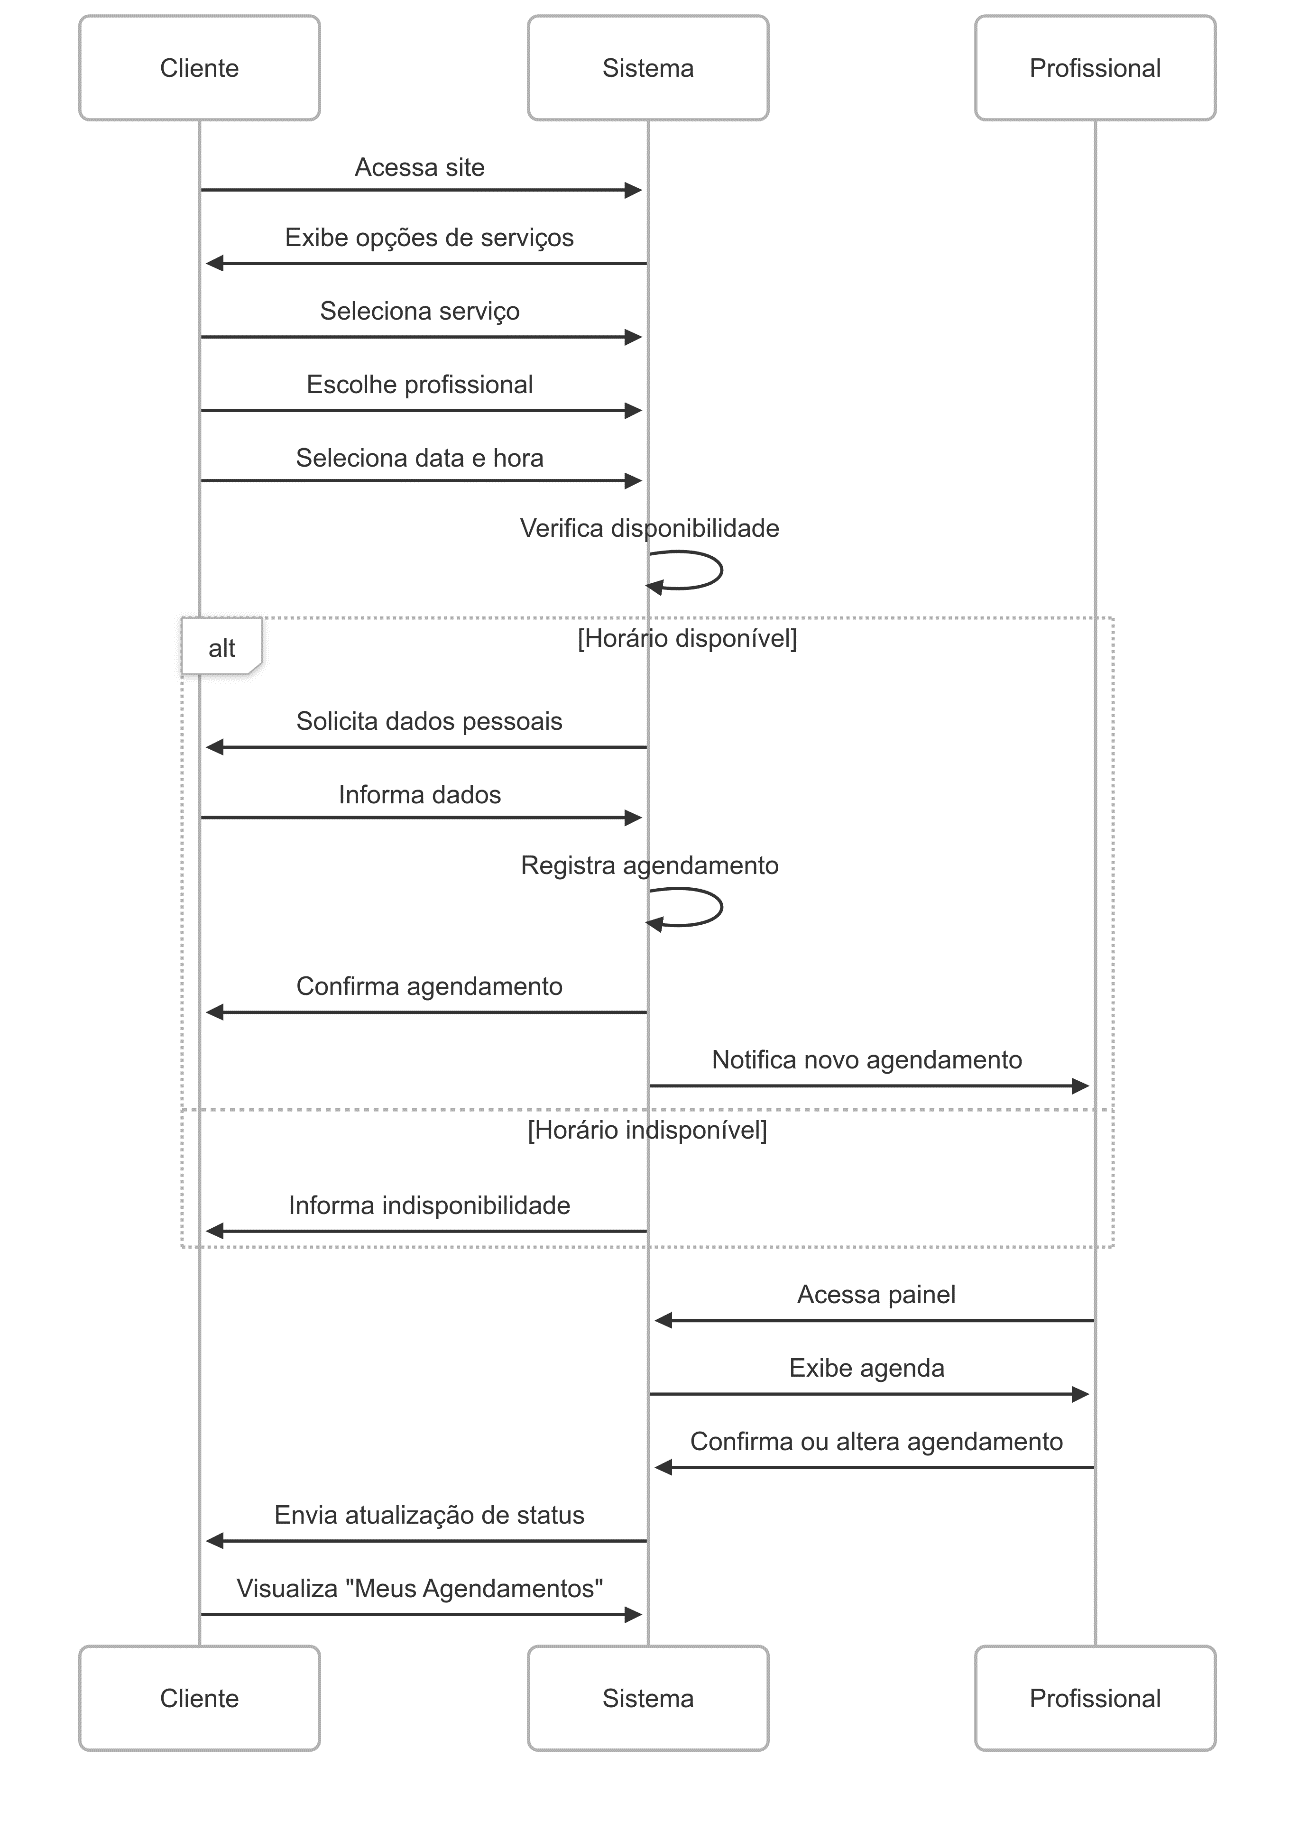 Cliente
Sistema
Profissional
Acessa site
Exibe opções de serviços
Seleciona serviço
Escolhe profissional
Seleciona data e hora
Verifica disponibilidade
alt
[Horário disponível]
Solicita dados pessoais
Informa dados
Registra agendamento
Confirma agendamento
Notifica novo agendamento
[Horário indisponível]
Informa indisponibilidade
Acessa painel
Exibe agenda
Confirma ou altera agendamento
Envia atualização de status
Visualiza "Meus Agendamentos"
Cliente
Sistema
Profissional